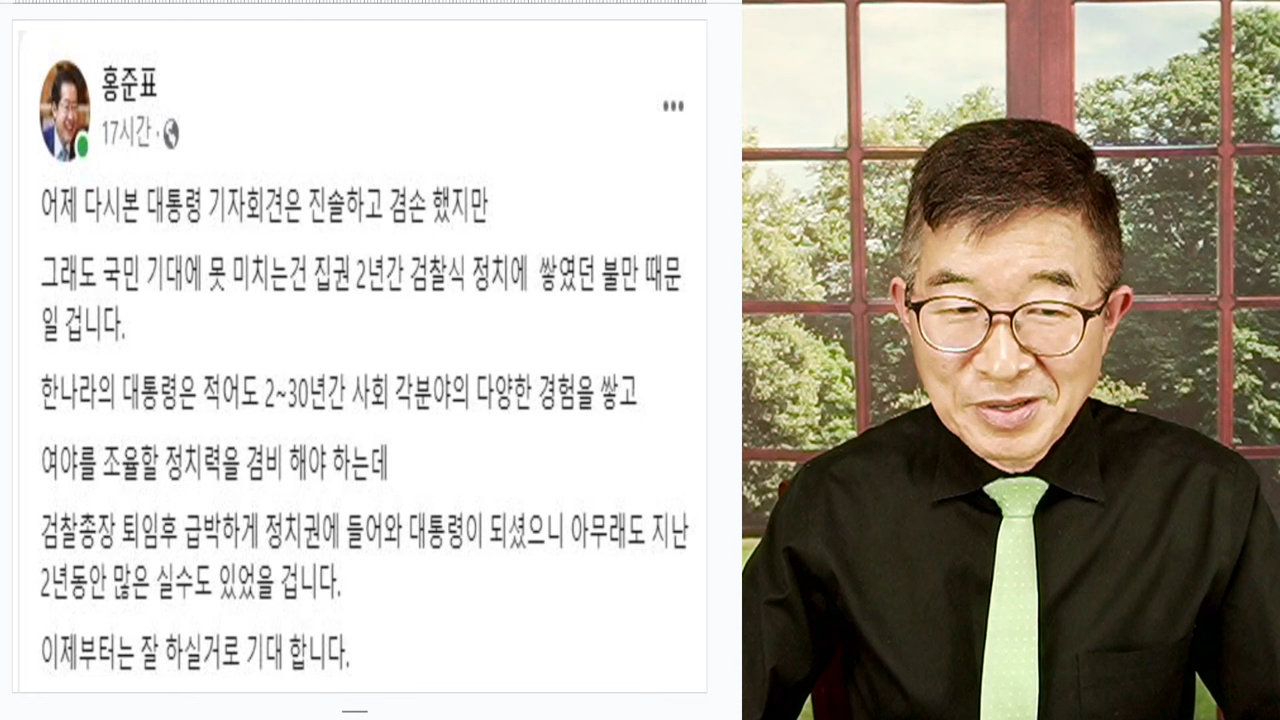 홍준표
17시간 ·
어제 다시본 대통령 기자회견은 진솔하고 겸손 했지만
그래도 국민 기대에 못 미치는건 집권 2년간 검찰식 정치에 쌓였던 불만 때문
일 겁니다.
한나라의 대통령은 적어도 2~30년간 사회 각분야의 다양한 경험을 쌓고
여야를 조율할 정치력을 겸비 해야 하는데
검찰총장 퇴임후 급박하게 정치권에 들어와 대통령이 되셨으니 아무래도 지난
2년동안 많은 실수도 있었을 겁니다.
이제부터는 잘 하실거로 기대 합니다.